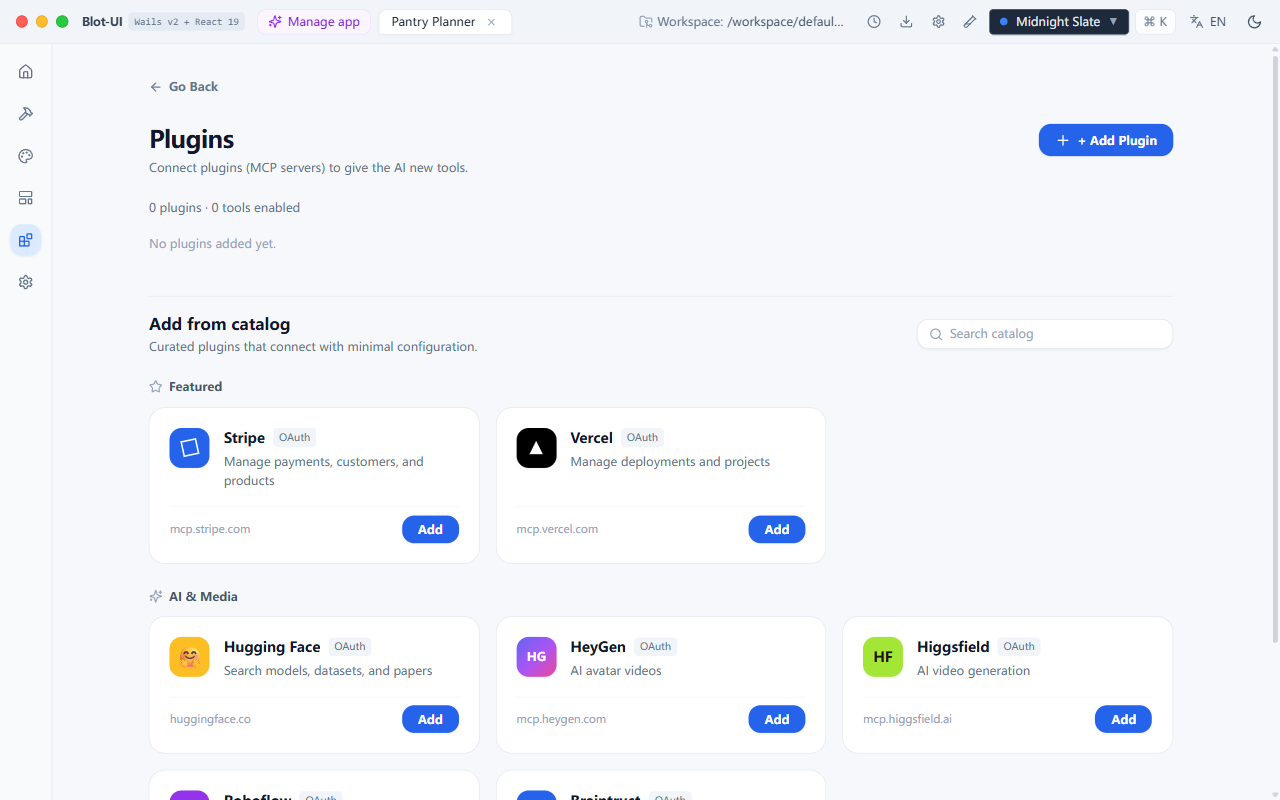 Blot-UI Wails v2 + React 19 Manage app Pantry Planner × Workspace: /workspace/defaul... Midnight Slate ▼ ⌘ K EN
Go Back
Plugins
+ Add Plugin
Connect plugins (MCP servers) to give the AI new tools.
0 plugins · 0 tools enabled
No plugins added yet.
Add from catalog
Search catalog
Curated plugins that connect with minimal configuration.
Featured
Stripe OAuth
Manage payments, customers, and
products
mcp.stripe.com Add
Vercel OAuth
Manage deployments and projects
mcp.vercel.com Add
AI & Media
Hugging Face OAuth
Search models, datasets, and papers
huggingface.co Add
HG HeyGen OAuth
AI avatar videos
mcp.heygen.com Add
HF Higgsfield OAuth
AI video generation
mcp.higgsfield.ai Add
Roboflow OAuth
Braintrust OAuth